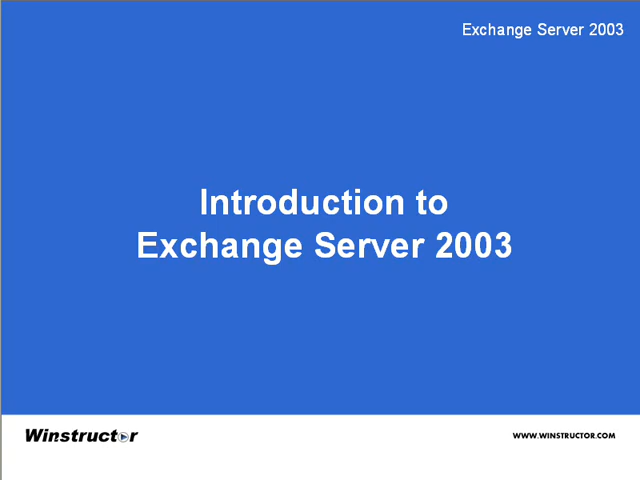 Exchange Server 2003
Introduction to
Exchange Server 2003
Winstructor
WWW.WINSTRUCTOR.COM